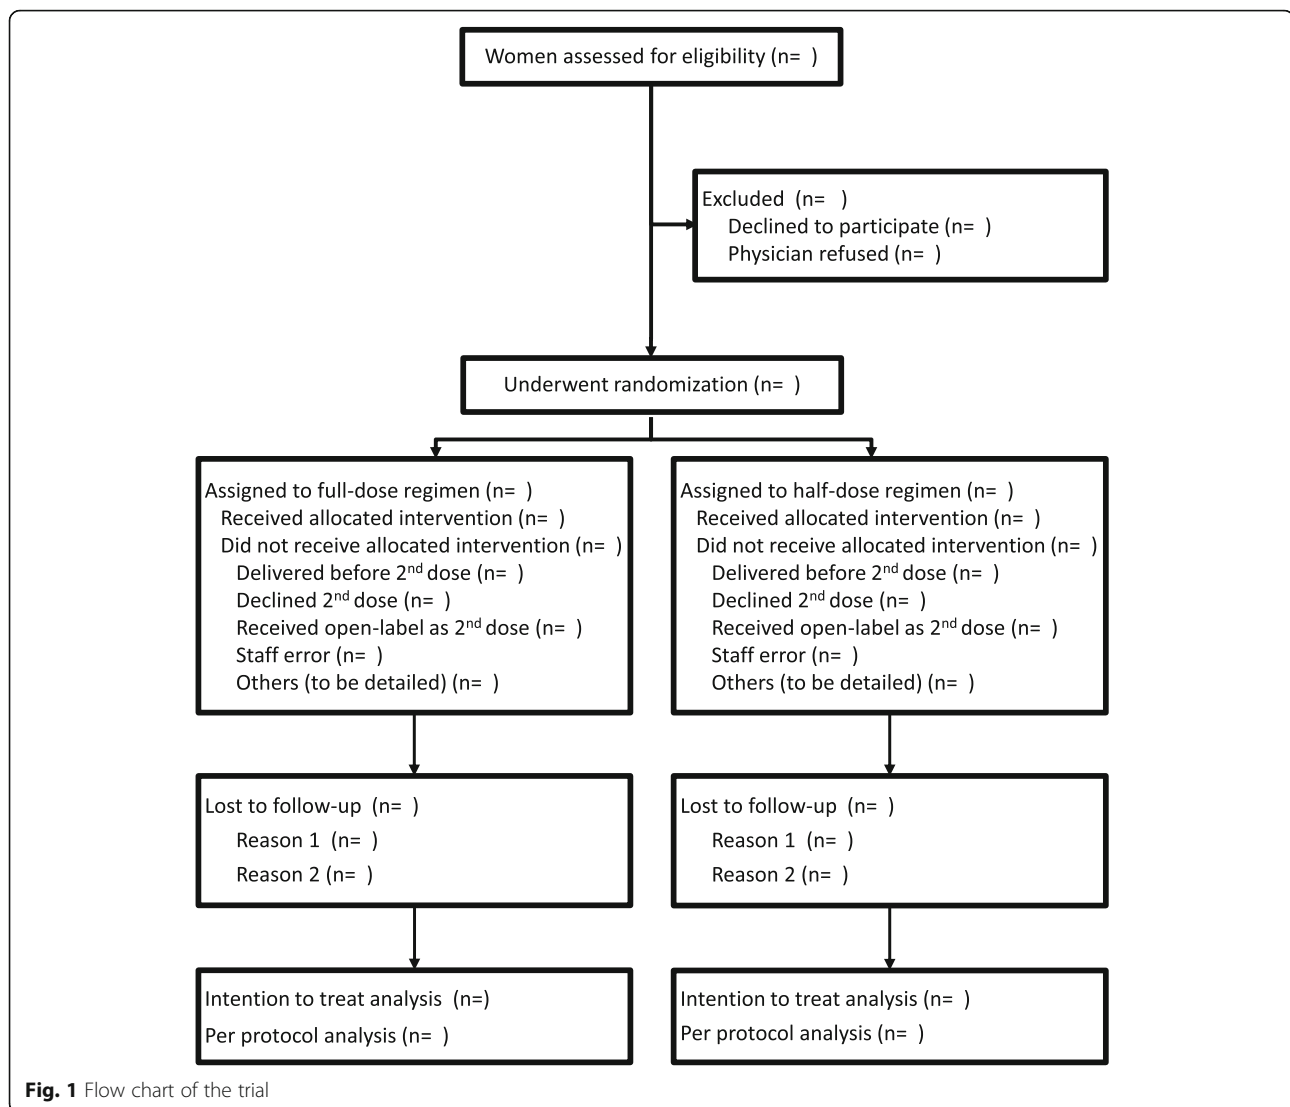 Women assessed for eligibility (n=  )
Excluded  (n=   )
Declined to participate (n=  )
Physician refused (n=  )
Underwent randomization (n=  )
Assigned to full-dose regimen (n=  )
Received allocated intervention (n=  )
Did not receive allocated intervention (n=  )
Delivered before 2nd dose (n=  )
Declined 2nd dose (n=  )
Received open-label as 2nd dose (n=  )
Staff error (n=  )
Others (to be detailed) (n=  )
Assigned to half-dose regimen (n=  )
Received allocated intervention (n=  )
Did not receive allocated intervention (n=  )
Delivered before 2nd dose (n=  )
Declined 2nd dose (n=  )
Received open-label as 2nd dose (n=  )
Staff error (n=  )
Others (to be detailed) (n=  )
Lost to follow-up  (n=  )
Reason 1  (n=  )
Reason 2 (n=  )
Lost to follow-up  (n=  )
Reason 1  (n=  )
Reason 2 (n=  )
Intention to treat analysis  (n=)
Per protocol analysis (n=  )
Intention to treat analysis (n=  )
Per protocol analysis (n=  )
Fig. 1 Flow chart of the trial